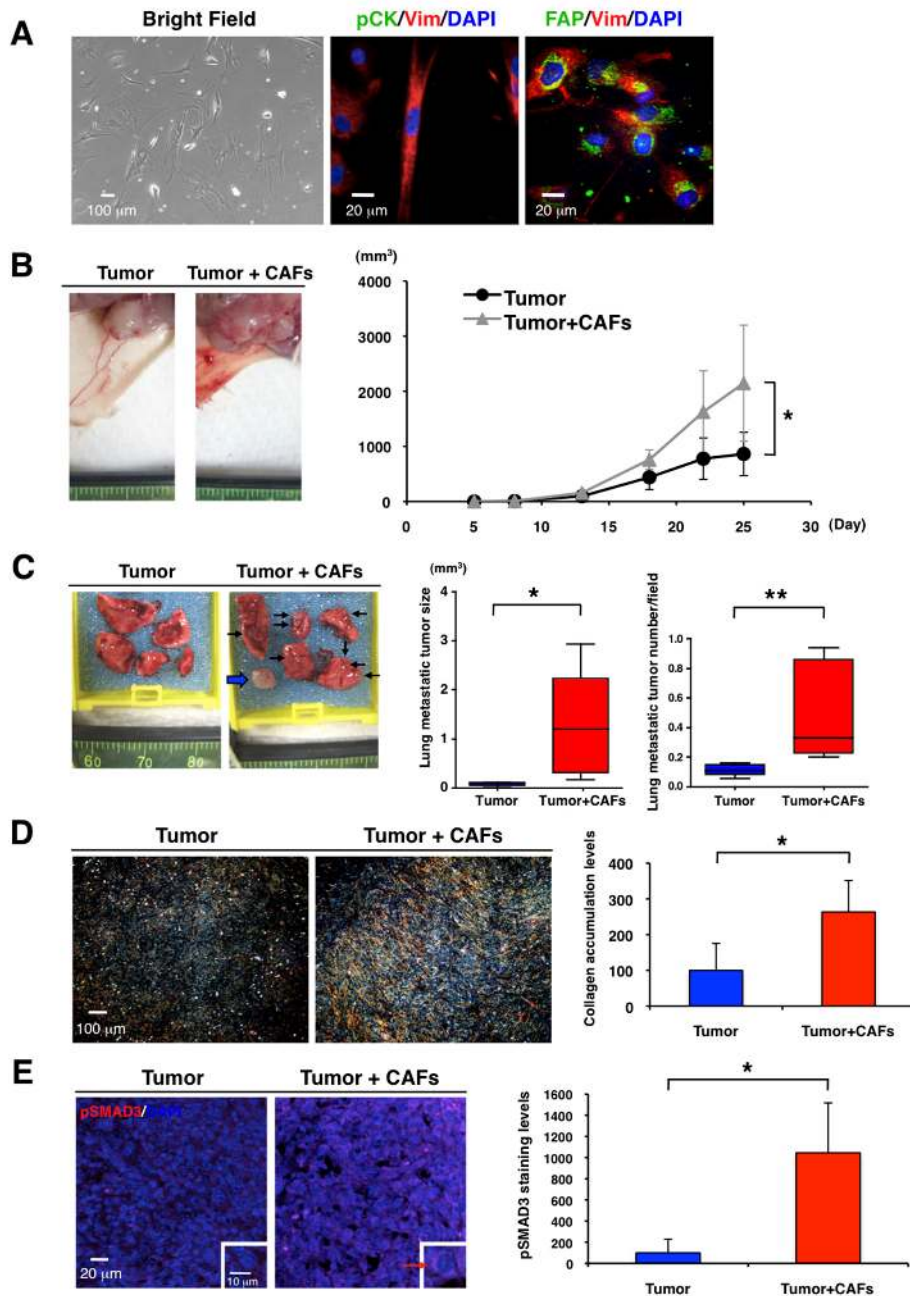 A
Bright Field
pCK/Vim/DAPI
FAP/Vim/DAPI
100 μm
20 μm
20 μm
B
Tumor
Tumor + CAFs
(mm³)
4000
3000
2000
1000
0
Tumor
Tumor+CAFs
*
0 5 10 15 20 25 30 (Day)
C
Tumor
Tumor + CAFs
60 70 80
(mm³)
Lung metastatic tumor size
4
3
2
1
0
*
Tumor
Tumor+CAFs
Lung metastatic tumor number/field
1.0
0.8
0.6
0.4
0.2
0.0
**
Tumor
Tumor+CAFs
D
Tumor
Tumor + CAFs
100 μm
Collagen accumulation levels
400
300
200
100
0
*
Tumor
Tumor+CAFs
E
Tumor
Tumor + CAFs
pSMAD3/DAPI
20 μm
10 μm
pSMAD3 staining levels
1600
1400
1200
1000
800
600
400
200
0
*
Tumor
Tumor+CAFs